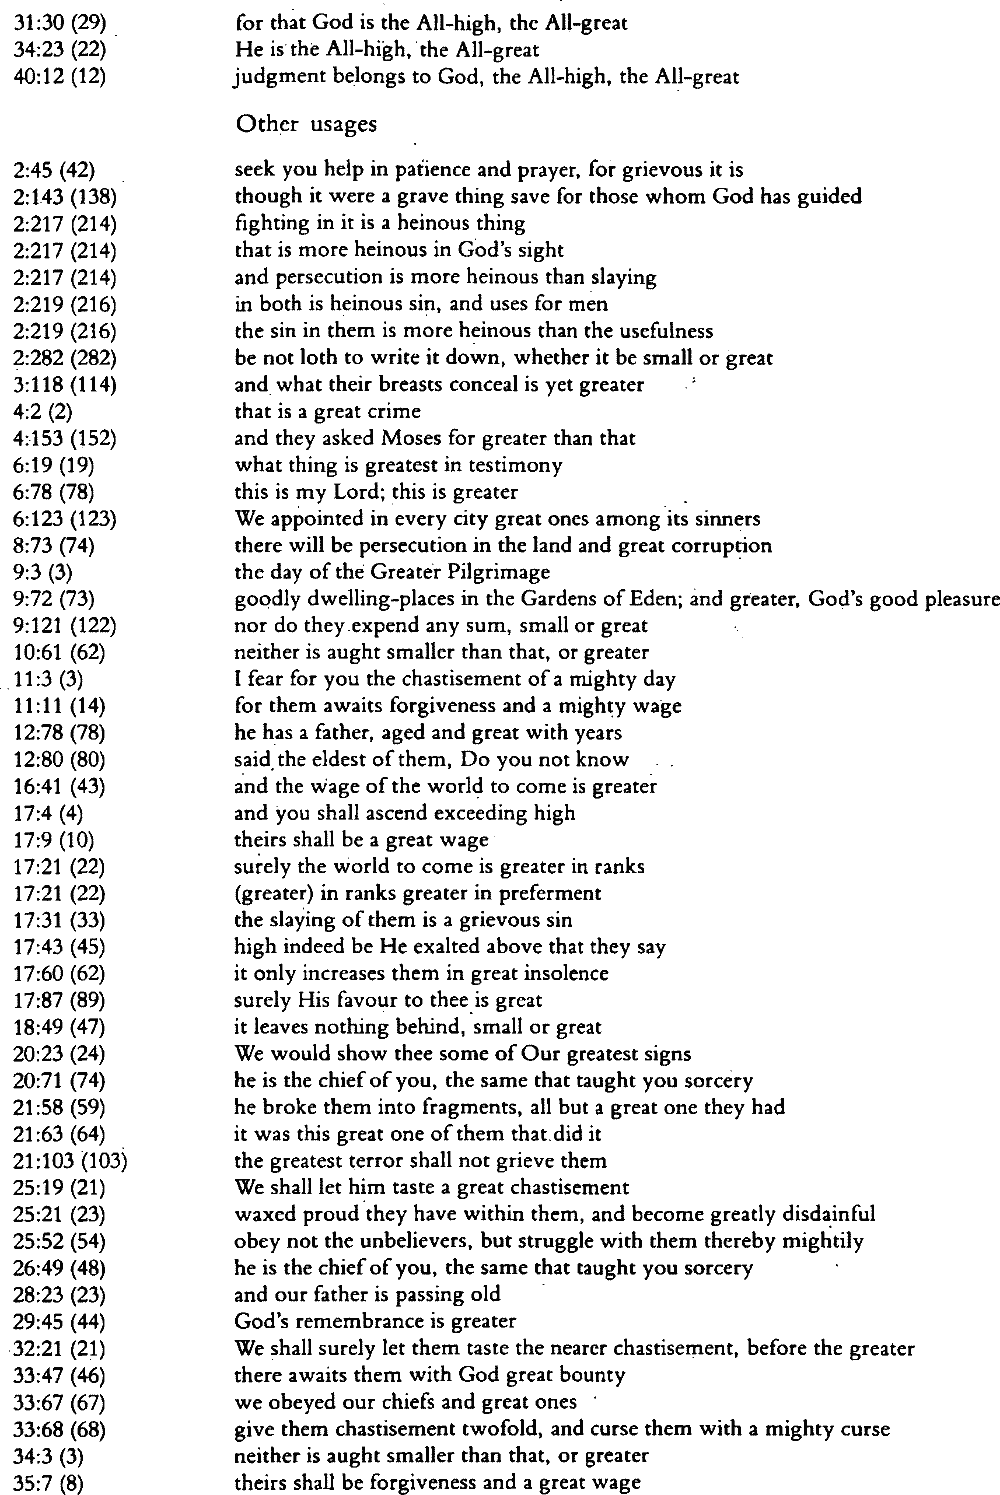 31:30 (29) for that God is the All-high, the All-great
34:23 (22) He is the All-high, the All-great
40:12 (12) judgment belongs to God, the All-high, the All-great
Other usages
2:45 (42) seek you help in patience and prayer, for grievous it is
2:143 (138) though it were a grave thing save for those whom God has guided
2:217 (214) fighting in it is a heinous thing
2:217 (214) that is more heinous in God's sight
2:217 (214) and persecution is more heinous than slaying
2:219 (216) in both is heinous sin, and uses for men
2:219 (216) the sin in them is more heinous than the usefulness
2:282 (282) be not loth to write it down, whether it be small or great
3:118 (114) and what their breasts conceal is yet greater
4:2 (2) that is a great crime
4:153 (152) and they asked Moses for greater than that
6:19 (19) what thing is greatest in testimony
6:78 (78) this is my Lord; this is greater
6:123 (123) We appointed in every city great ones among its sinners
8:73 (74) there will be persecution in the land and great corruption
9:3 (3) the day of the Greater Pilgrimage
9:72 (73) goodly dwelling-places in the Gardens of Eden; and greater, God's good pleasure
9:121 (122) nor do they expend any sum, small or great
10:61 (62) neither is aught smaller than that, or greater
11:3 (3) I fear for you the chastisement of a mighty day
11:11 (14) for them awaits forgiveness and a mighty wage
12:78 (78) he has a father, aged and great with years
12:80 (80) said the eldest of them, Do you not know
16:41 (43) and the wage of the world to come is greater
17:4 (4) and you shall ascend exceeding high
17:9 (10) theirs shall be a great wage
17:21 (22) surely the world to come is greater in ranks
17:21 (22) (greater) in ranks greater in preferment
17:31 (33) the slaying of them is a grievous sin
17:43 (45) high indeed be He exalted above that they say
17:60 (62) it only increases them in great insolence
17:87 (89) surely His favour to thee is great
18:49 (47) it leaves nothing behind, small or great
20:23 (24) We would show thee some of Our greatest signs
20:71 (74) he is the chief of you, the same that taught you sorcery
21:58 (59) he broke them into fragments, all but a great one they had
21:63 (64) it was this great one of them that did it
21:103 (103) the greatest terror shall not grieve them
25:19 (21) We shall let him taste a great chastisement
25:21 (23) waxed proud they have within them, and become greatly disdainful
25:52 (54) obey not the unbelievers, but struggle with them thereby mightily
26:49 (48) he is the chief of you, the same that taught you sorcery
28:23 (23) and our father is passing old
29:45 (44) God's remembrance is greater
32:21 (21) We shall surely let them taste the nearer chastisement, before the greater
33:47 (46) there awaits them with God great bounty
33:67 (67) we obeyed our chiefs and great ones
33:68 (68) give them chastisement twofold, and curse them with a mighty curse
34:3 (3) neither is aught smaller than that, or greater
35:7 (8) theirs shall be forgiveness and a great wage